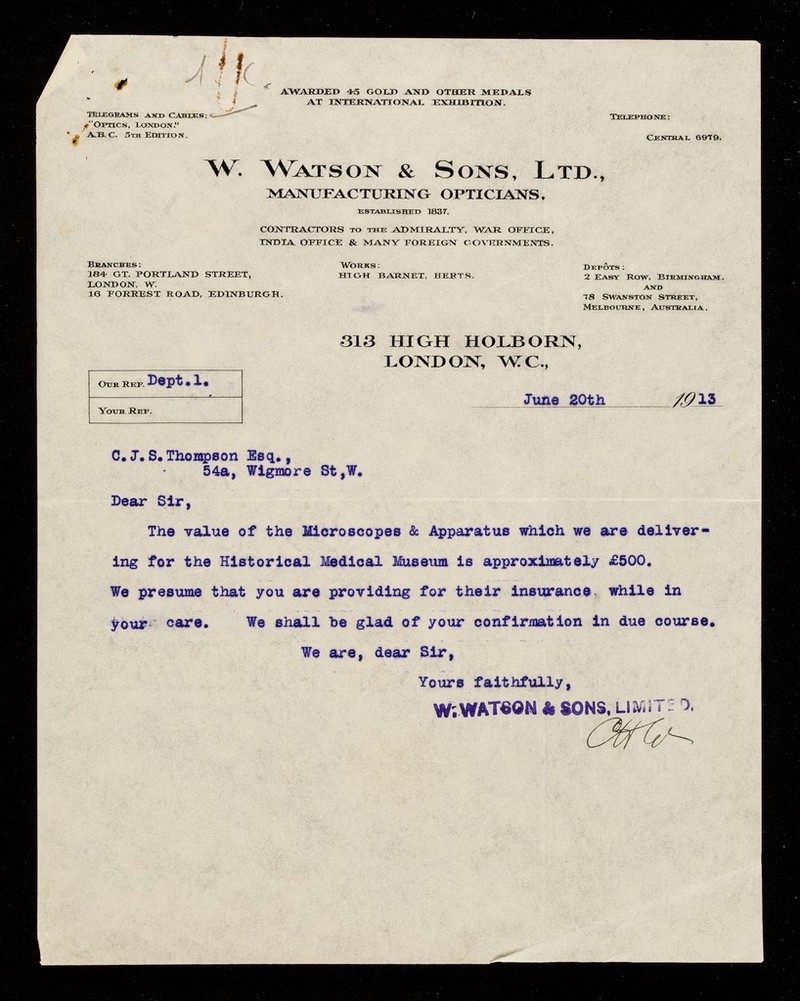 AWARDED 45 GOLD AND OTHER MEDALS
AT INTERNATIONAL EXHIBITION.
TELEGRAMS AND CABLES:
"OPTICS, LONDON."
A.B.C. 5TH EDITION.
TELEPHONE:
CENTRAL 6979.
W. WATSON & SONS, LTD.,
MANUFACTURING OPTICIANS.
ESTABLISHED 1837.
CONTRACTORS TO THE ADMIRALTY, WAR OFFICE,
INDIA OFFICE & MANY FOREIGN GOVERNMENTS.
BRANCHES:
184 GT. PORTLAND STREET,
LONDON, W.
16 FORREST ROAD, EDINBURGH.
WORKS:
HIGH BARNET, HERTS.
DEPÔTS:
2 EASY ROW, BIRMINGHAM.
AND
78 SWANSTON STREET,
MELBOURNE, AUSTRALIA.
313 HIGH HOLBORN,
LONDON, W.C.,
OUR REF. Dept.1.
YOUR REF.
June 20th 1913
C.J.S.Thompson Esq.,
54a, Wigmore St,W.
Dear Sir,
The value of the Microscopes & Apparatus which we are deliver-
ing for the Historical Medical Museum is approximately £500.
We presume that you are providing for their insurance, while in
your care. We shall be glad of your confirmation in due course.
We are, dear Sir,
Yours faithfully,
W. WATSON & SONS, LIMITED.